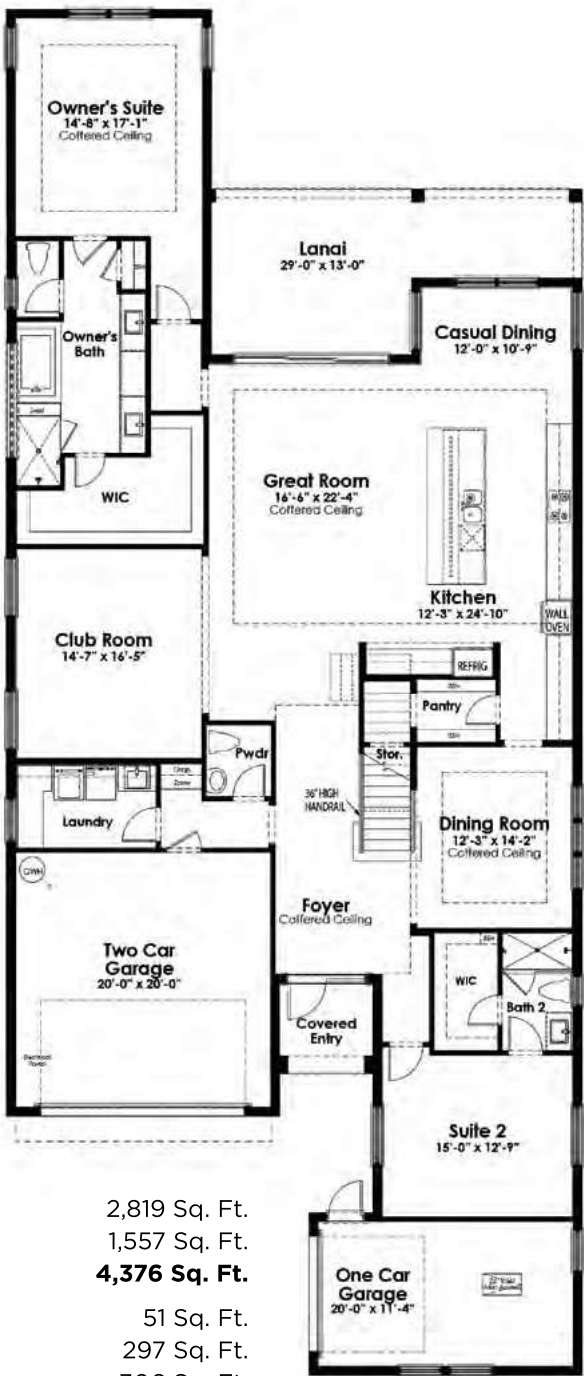 Owner's Suite
14'-8" x 17'-1"
Coffered Ceiling
Lanai
29'-0" x 13'-0"
Casual Dining
12'-0" x 10'-9"
Owner's
Bath
WIC
Great Room
16'-6" x 22'-4"
Coffered Ceiling
Kitchen
12'-3" x 24'-10"
WALL
OVEN
REFRIG
Club Room
14'-7" x 16'-5"
Pantry
Pwdr
Stor.
36" HIGH
HANDRAIL
Laundry
Dining Room
12'-3" x 14'-2"
Coffered Ceiling
GWH
Foyer
Coffered Ceiling
Two Car
Garage
20'-0" x 20'-0"
WIC
Bath 2
Covered
Entry
Suite 2
15'-0" x 12'-9"
2,819 Sq. Ft.
1,557 Sq. Ft.
4,376 Sq. Ft.
One Car
Garage
20'-0" x 11'-4"
51 Sq. Ft.
297 Sq. Ft.